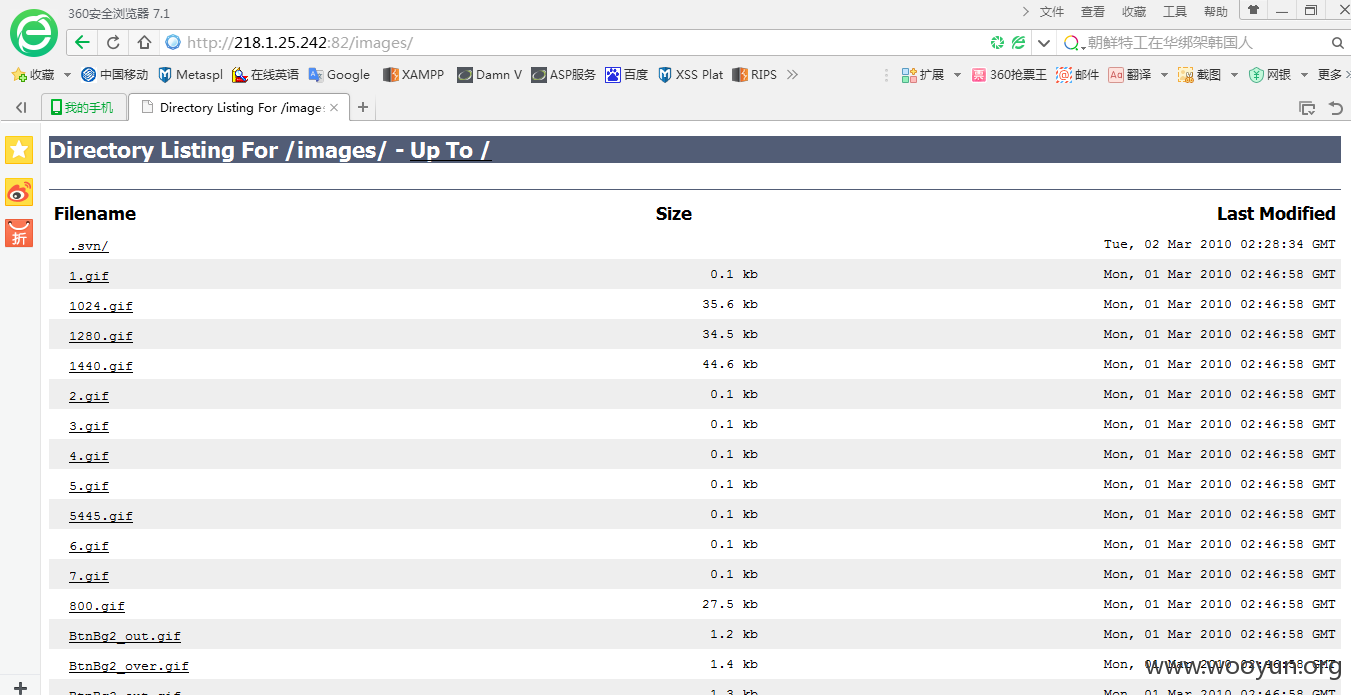 360安全浏览器 7.1
文件 查看 收藏 工具 帮助
http://218.1.25.242:82/images/
朝鲜特工在华绑架韩国人
收藏 中国移动 Metaspl 在线英语 Google XAMPP Damn V ASP服务 百度 XSS Plat RIPS
扩展 360抢票王 邮件 翻译 截图 网银 更多
我的手机 Directory Listing For /image
Directory Listing For /images/ - Up To /
Filename Size Last Modified
.svn/ Tue, 02 Mar 2010 02:28:34 GMT
1.gif 0.1 kb Mon, 01 Mar 2010 02:46:58 GMT
1024.gif 35.6 kb Mon, 01 Mar 2010 02:46:58 GMT
1280.gif 34.5 kb Mon, 01 Mar 2010 02:46:58 GMT
1440.gif 44.6 kb Mon, 01 Mar 2010 02:46:58 GMT
2.gif 0.1 kb Mon, 01 Mar 2010 02:46:58 GMT
3.gif 0.1 kb Mon, 01 Mar 2010 02:46:58 GMT
4.gif 0.1 kb Mon, 01 Mar 2010 02:46:58 GMT
5.gif 0.1 kb Mon, 01 Mar 2010 02:46:58 GMT
5445.gif 0.1 kb Mon, 01 Mar 2010 02:46:58 GMT
6.gif 0.1 kb Mon, 01 Mar 2010 02:46:58 GMT
7.gif 0.1 kb Mon, 01 Mar 2010 02:46:58 GMT
800.gif 27.5 kb Mon, 01 Mar 2010 02:46:58 GMT
BtnBg2_out.gif 1.2 kb Mon, 01 Mar 2010 02:46:58 GMT
BtnBg2_over.gif 1.4 kb Mon, 01 Mar 2010 02:46:58 GMT
www.wooyun.org
折